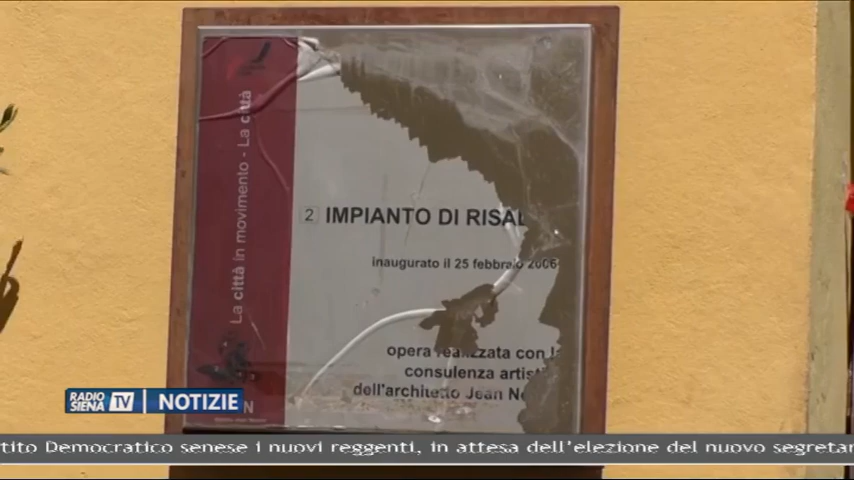 La città in movimento - La città
2 IMPIANTO DI RISAL
inaugurato il 25 febbraio 2006
opera realizzata con la
consulenza artisti
dell'architetto Jean
RADIO SIENA TV NOTIZIE
tito Democratico senese i nuovi reggenti, in attesa dell'elezione del nuovo segretar